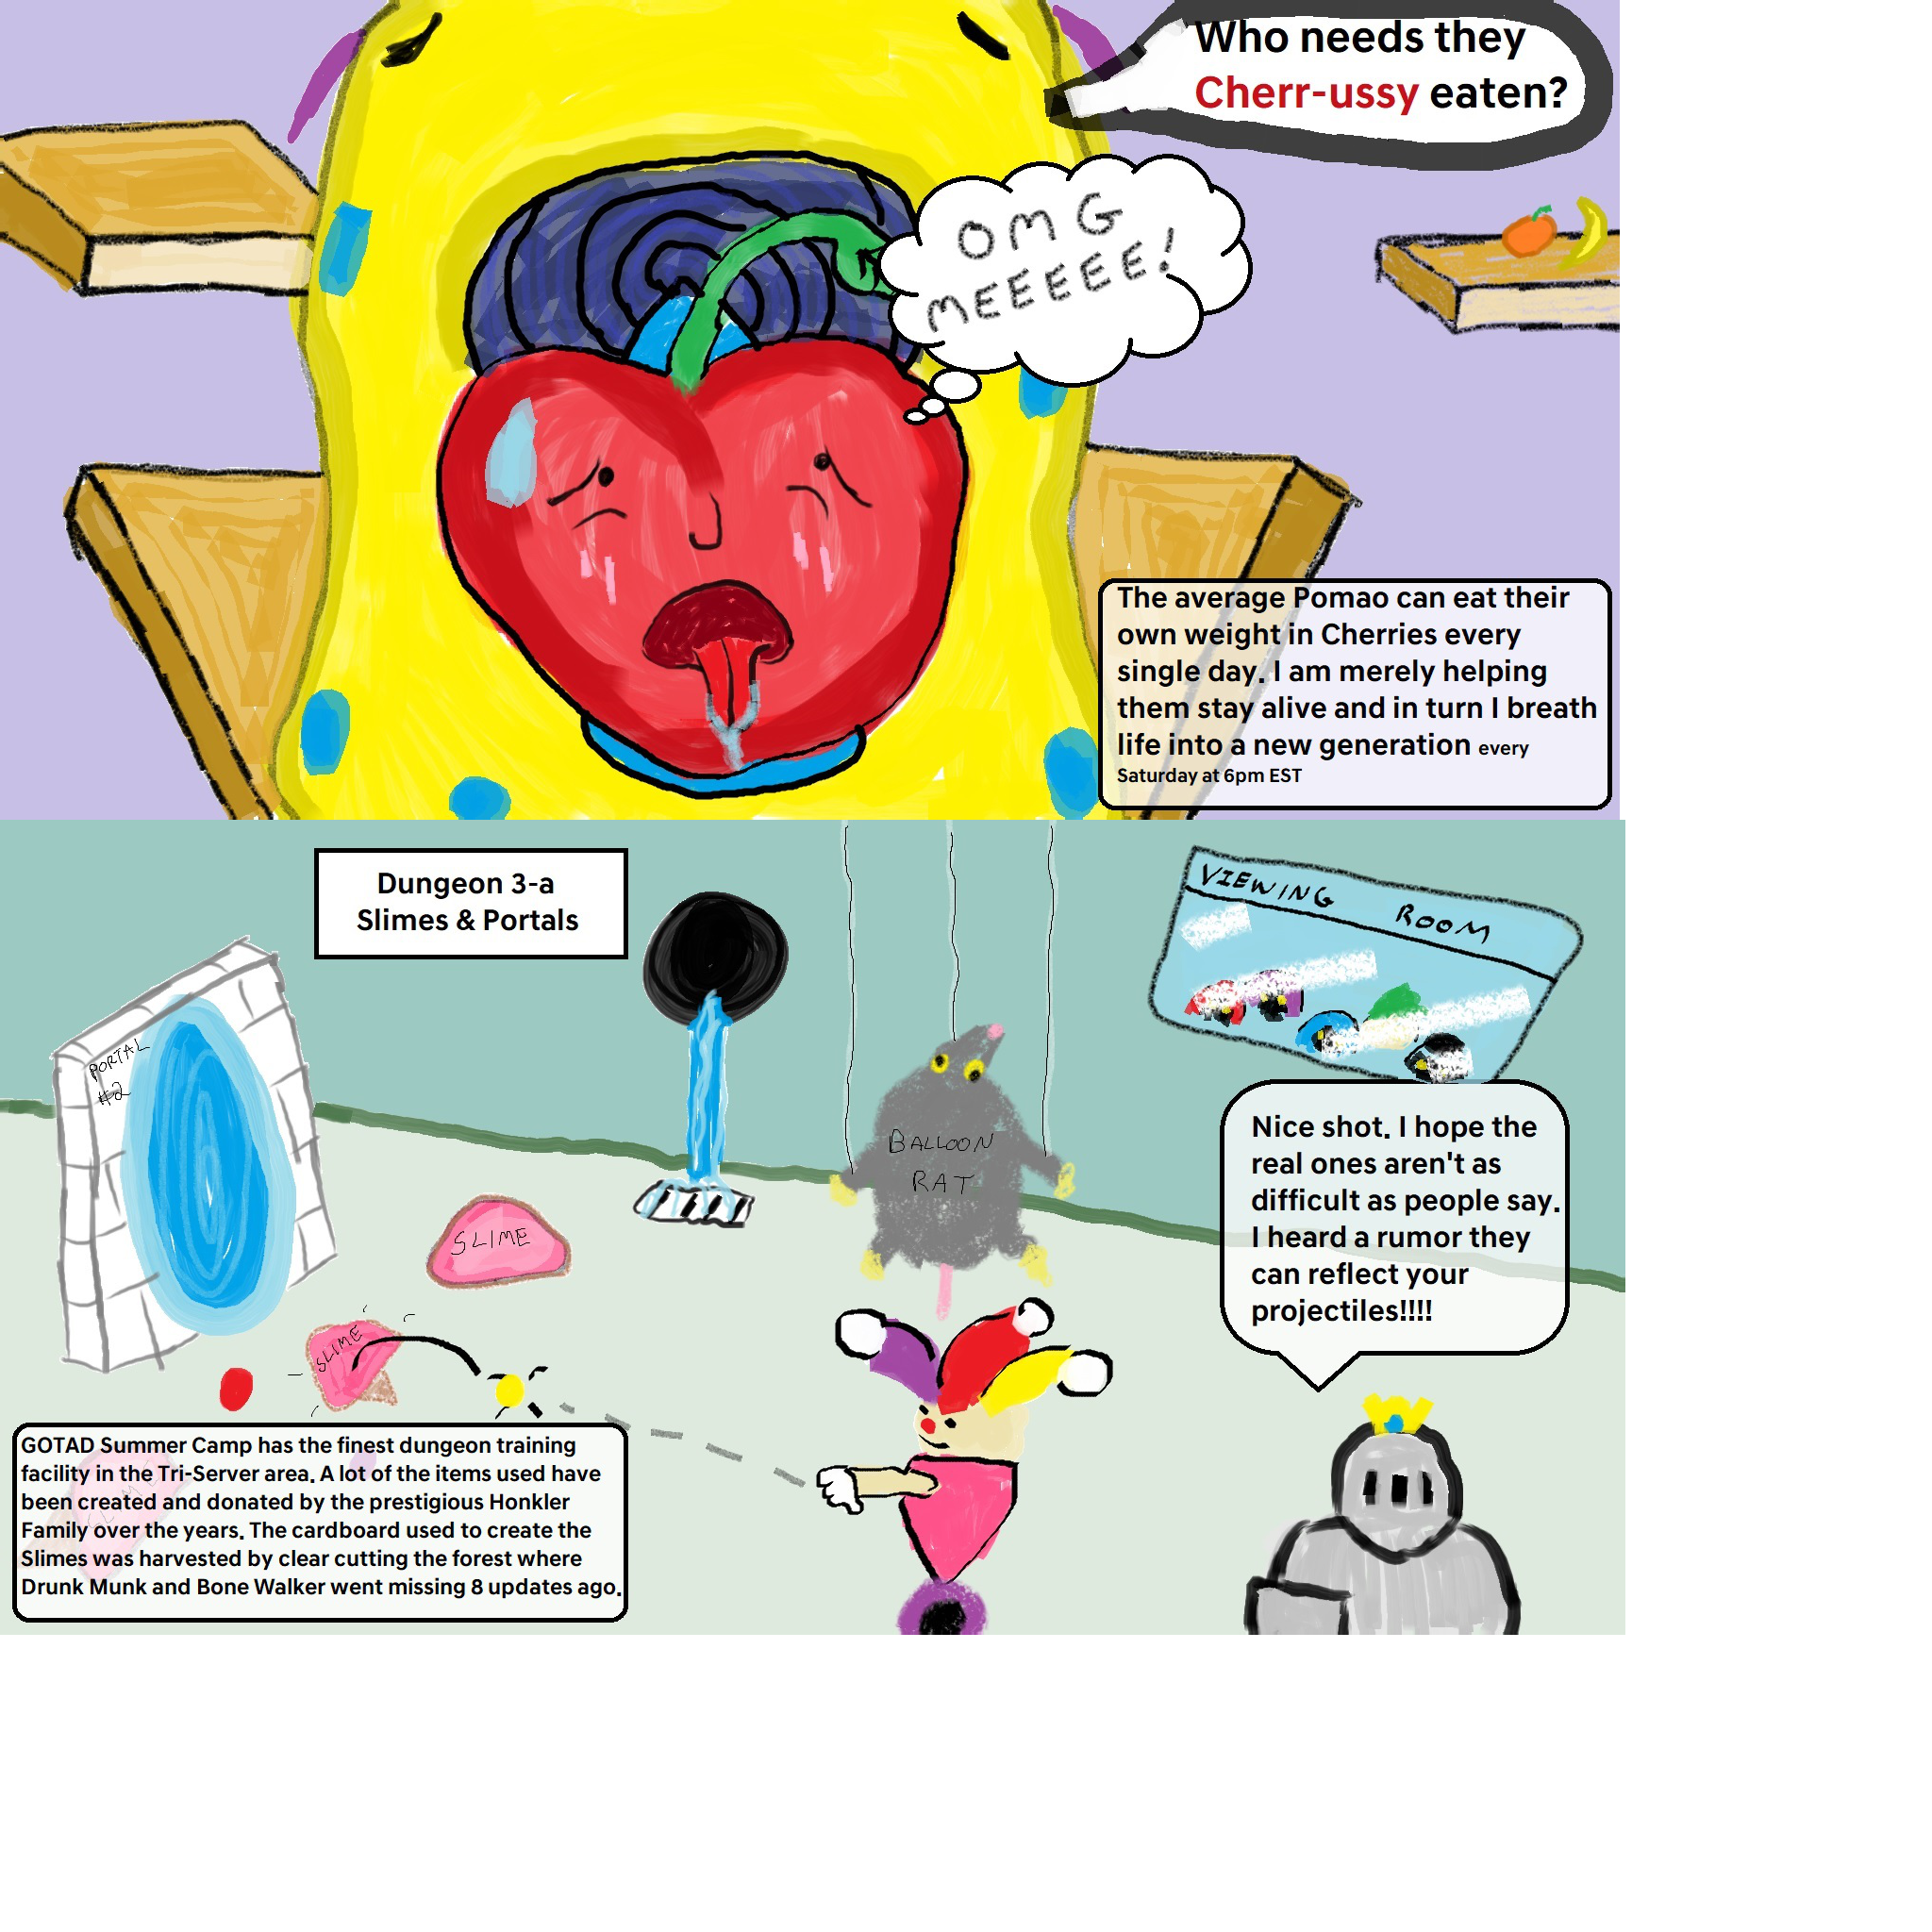 Who needs they
Cherr-ussy eaten?
OMG
MEEEEE!
The average Pomao can eat their
own weight in Cherries every
single day. I am merely helping
them stay alive and in turn I breath
life into a new generation every
Saturday at 6pm EST
Dungeon 3-a
Slimes & Portals
VIEWING ROOM
PORTAL
#2
BALLOON
RAT
SLIME
SLIME
Nice shot. I hope the
real ones aren't as
difficult as people say.
I heard a rumor they
can reflect your
projectiles!!!!
GOTAD Summer Camp has the finest dungeon training
facility in the Tri-Server area. A lot of the items used have
been created and donated by the prestigious Honkler
Family over the years. The cardboard used to create the
Slimes was harvested by clear cutting the forest where
Drunk Munk and Bone Walker went missing 8 updates ago.
SLIME